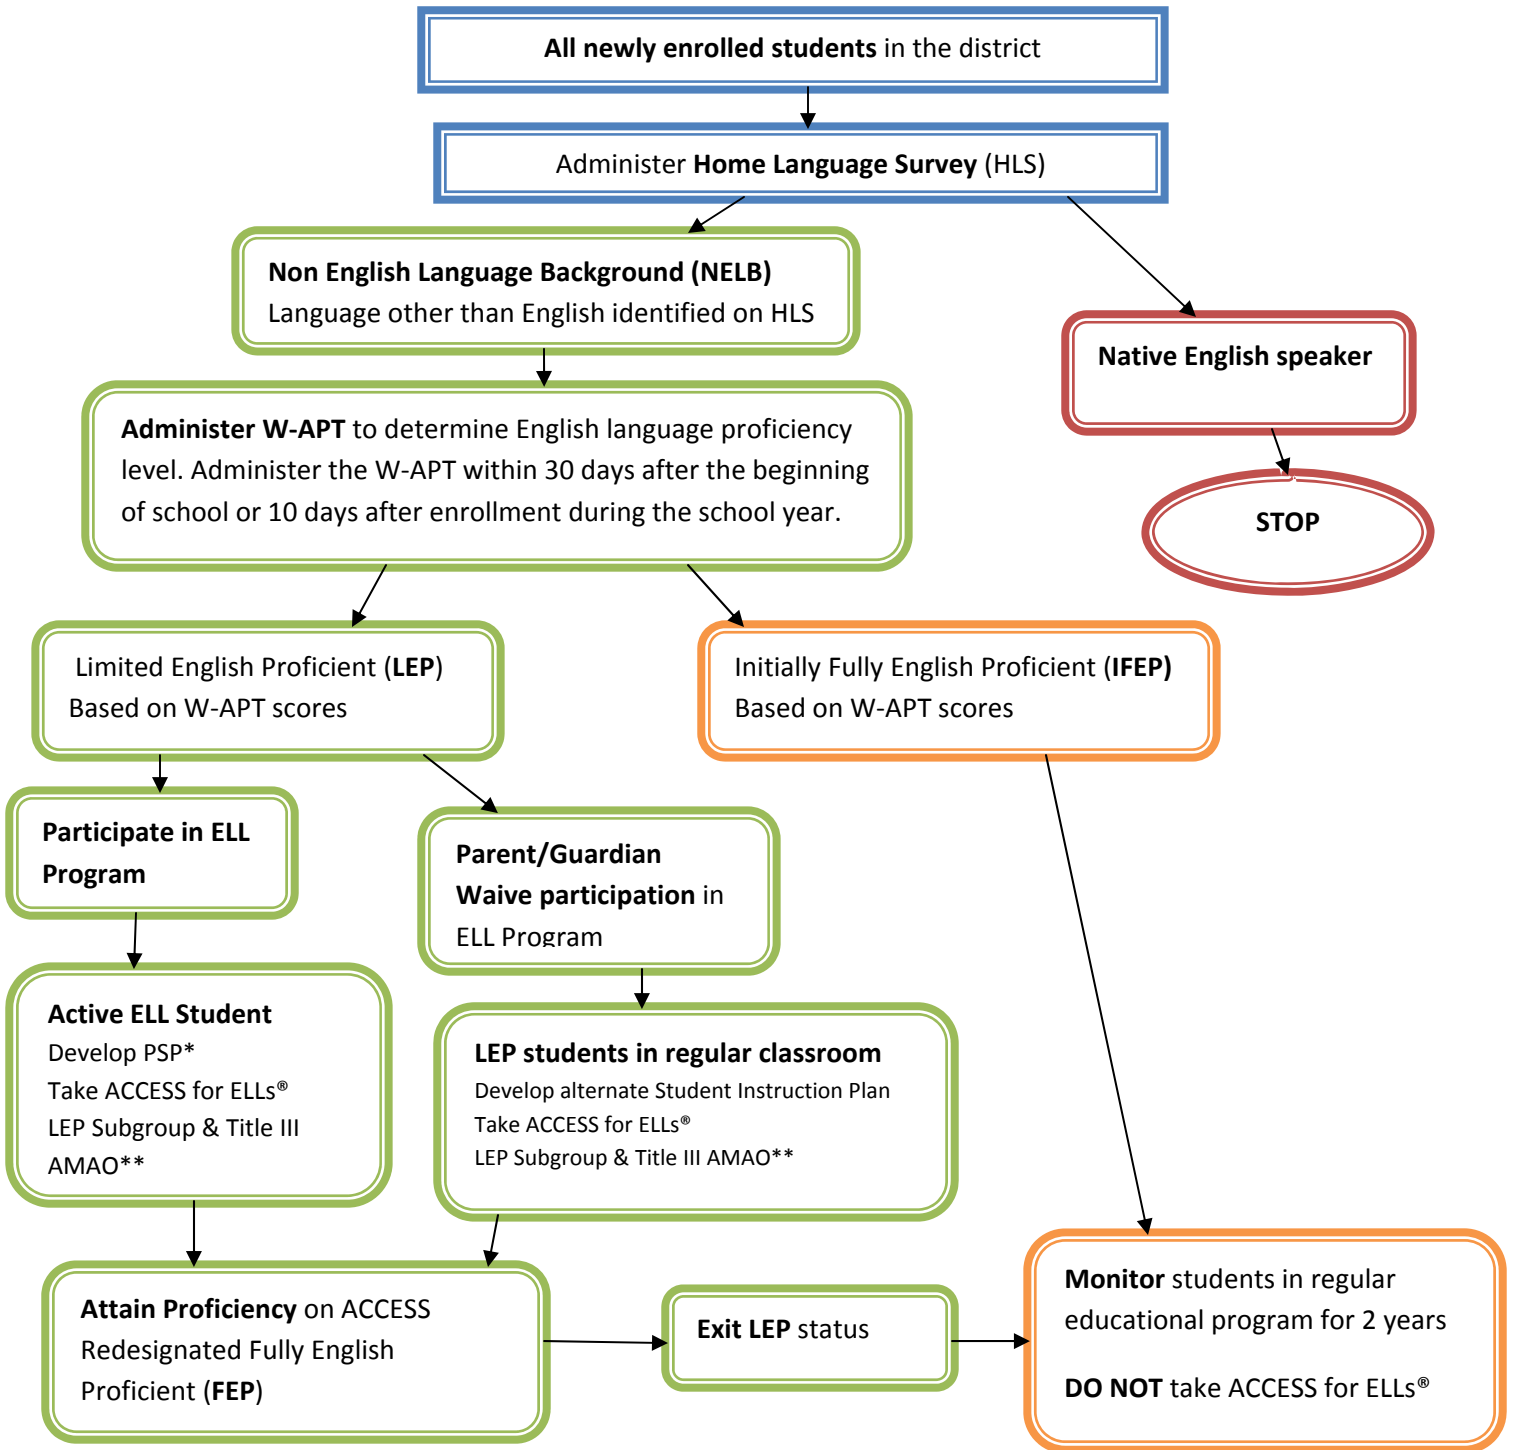 All newly enrolled students in the district
Administer Home Language Survey (HLS)
Non English Language Background (NELB)
Language other than English identified on HLS
Native English speaker
Administer W-APT to determine English language proficiency
level. Administer the W-APT within 30 days after the beginning
of school or 10 days after enrollment during the school year.
STOP
Limited English Proficient (LEP)
Based on W-APT scores
Initially Fully English Proficient (IFEP)
Based on W-APT scores
Participate in ELL
Program
Parent/Guardian
Waive participation in
ELL Program
Active ELL Student
Develop PSP*
Take ACCESS for ELLs®
LEP Subgroup & Title III
AMAO**
LEP students in regular classroom
Develop alternate Student Instruction Plan
Take ACCESS for ELLs®
LEP Subgroup & Title III AMAO**
Attain Proficiency on ACCESS
Redesignated Fully English
Proficient (FEP)
Exit LEP status
Monitor students in regular
educational program for 2 years
DO NOT take ACCESS for ELLs®